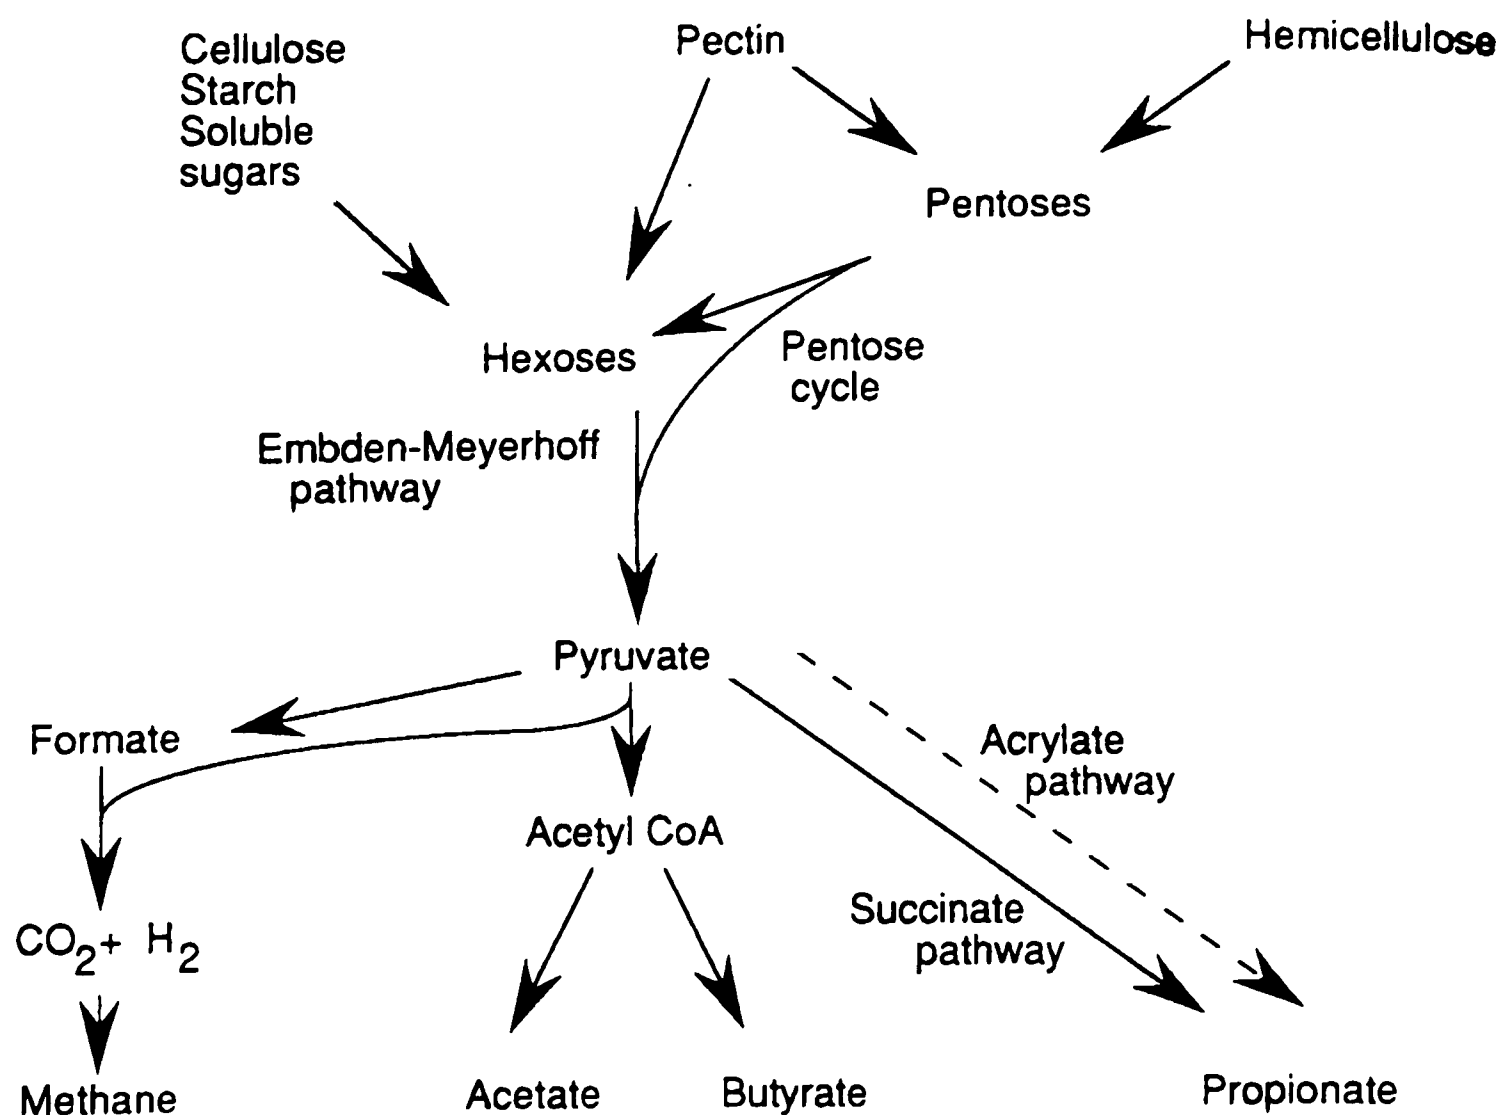 Cellulose
Starch
Soluble
sugars
Pectin
Hemicellulose
Pentoses
Hexoses
Pentose
cycle
Embden-Meyerhoff
pathway
Pyruvate
Formate
Acrylate
pathway
Acetyl CoA
Succinate
pathway
CO₂+ H₂
Methane
Acetate
Butyrate
Propionate